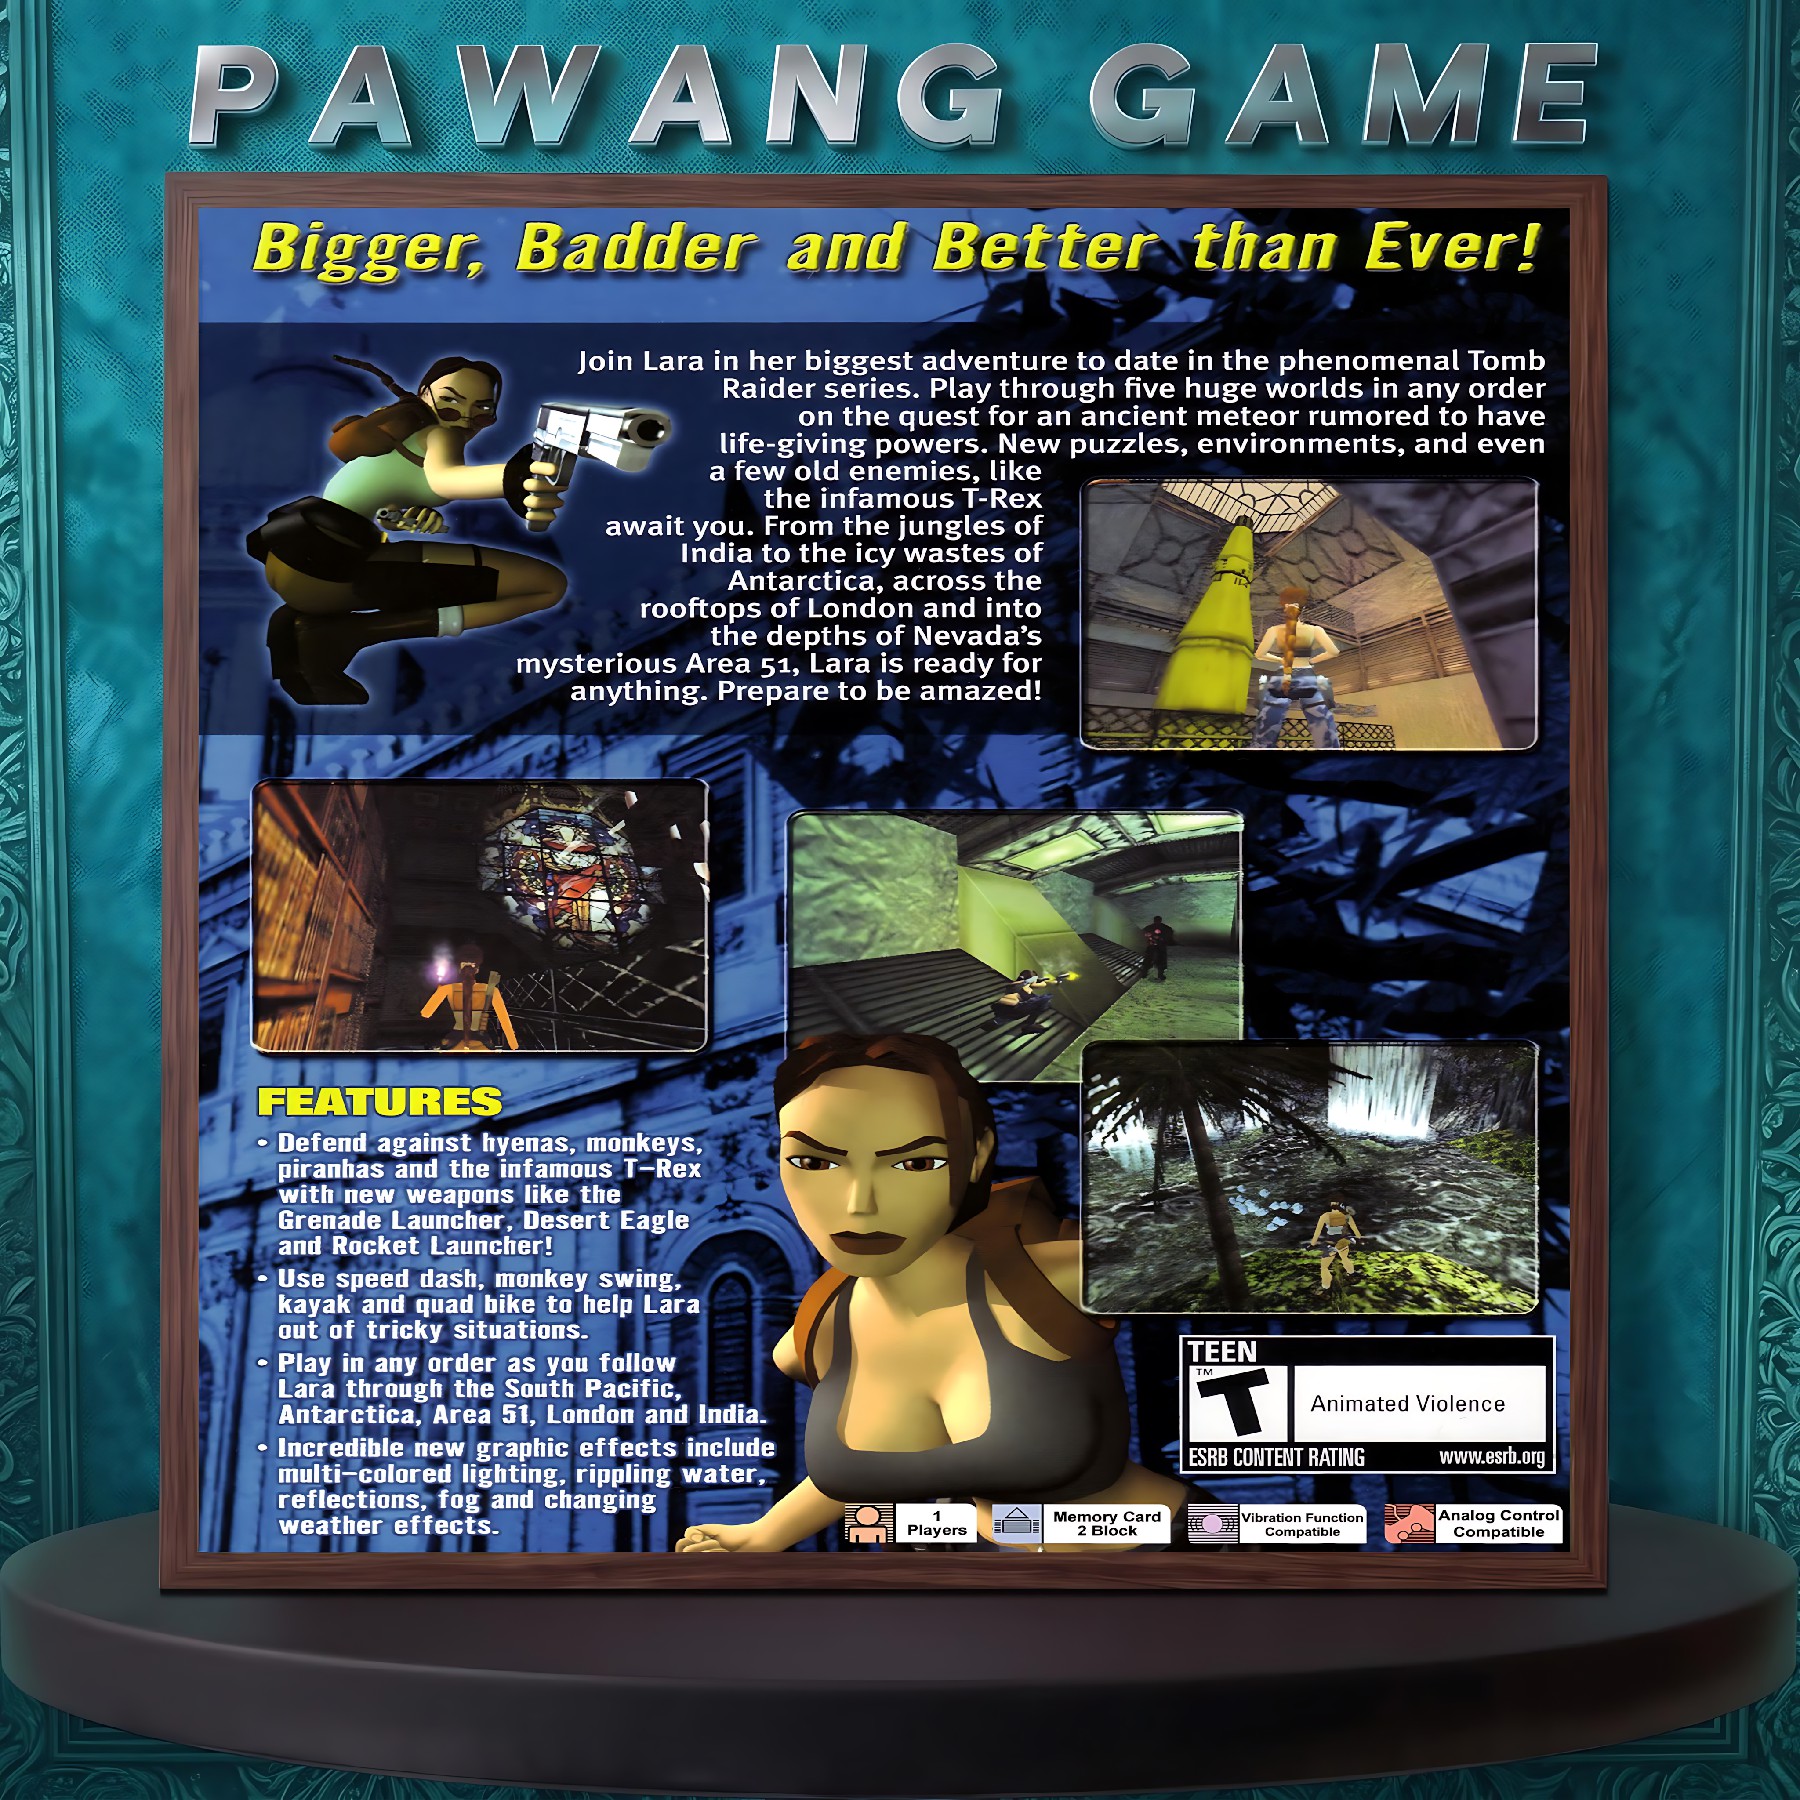 PAWANG GAME
Bigger, Badder and Better than Ever!
Join Lara in her biggest adventure to date in the phenomenal Tomb
Raider series. Play through five huge worlds in any order
on the quest for an ancient meteor rumored to have
life-giving powers. New puzzles, environments, and even
a few old enemies, like
the infamous T-Rex
await you. From the jungles of
India to the icy wastes of
Antarctica, across the
rooftops of London and into
the depths of Nevada's
mysterious Area 51, Lara is ready for
anything. Prepare to be amazed!
FEATURES
• Defend against hyenas, monkeys,
piranhas and the infamous T-Rex
with new weapons like the
Grenade Launcher, Desert Eagle
and Rocket Launcher!
• Use speed dash, monkey swing,
kayak and quad bike to help Lara
out of tricky situations.
• Play in any order as you follow
Lara through the South Pacific,
Antarctica, Area 51, London and India.
• Incredible new graphic effects include
multi-colored lighting, rippling water,
reflections, fog and changing
weather effects.
TEEN
TM
T
Animated Violence
ESRB CONTENT RATING www.esrb.org
1
Players
Memory Card
2 Block
Vibration Function
Compatible
Analog Control
Compatible